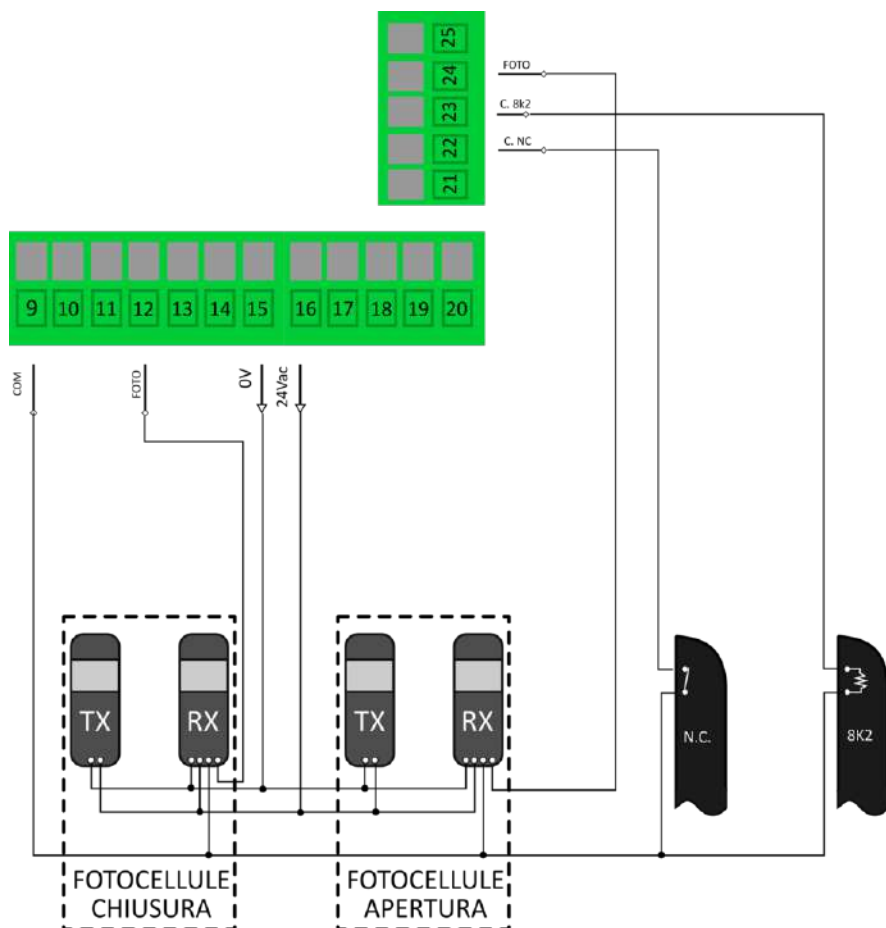 25
FOTO
24
C. 8k2
23
C. NC
22
21
9 10 11 12 13 14 15 16 17 18 19 20
COM
FOTO
0V
24Vac
TX
RX
TX
RX
N.C.
8K2
FOTOCELLULE
CHIUSURA
FOTOCELLULE
APERTURA